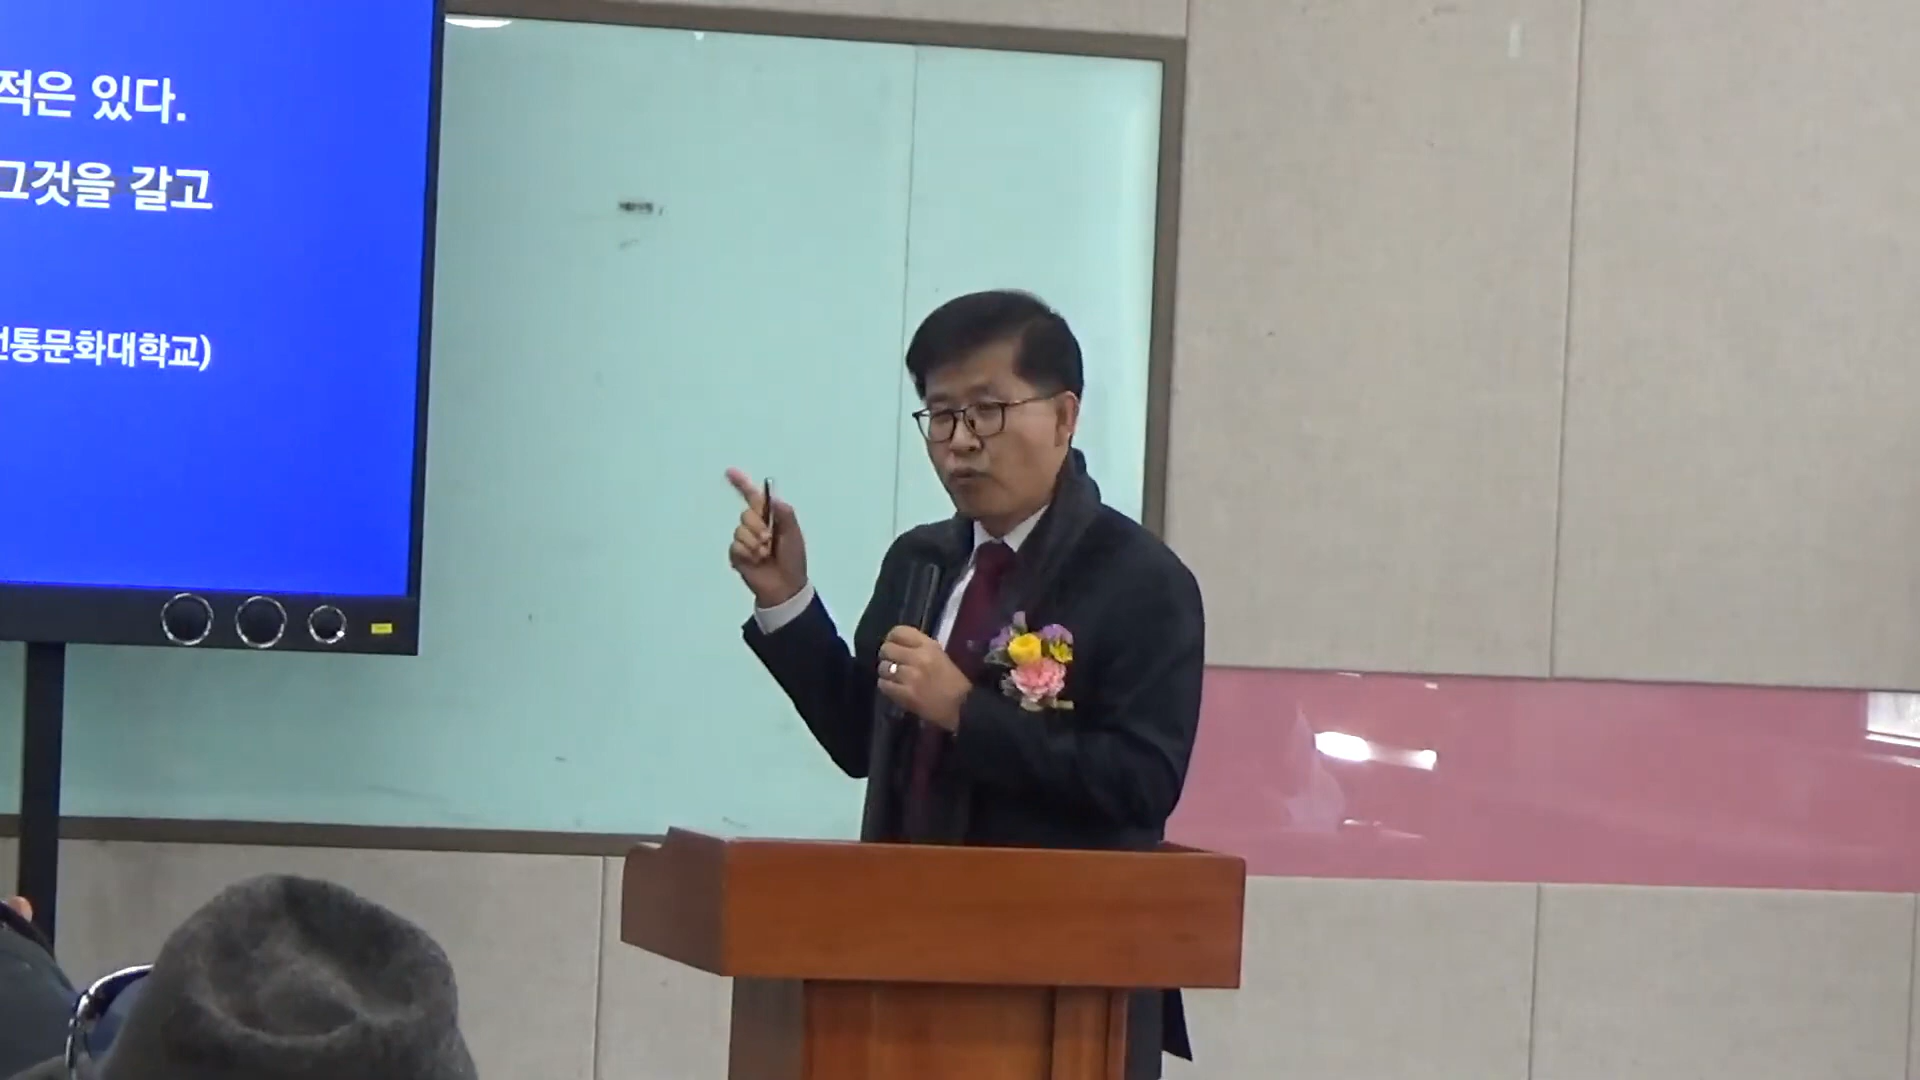 적은 있다.
그것을 갈고
전통문화대학교)